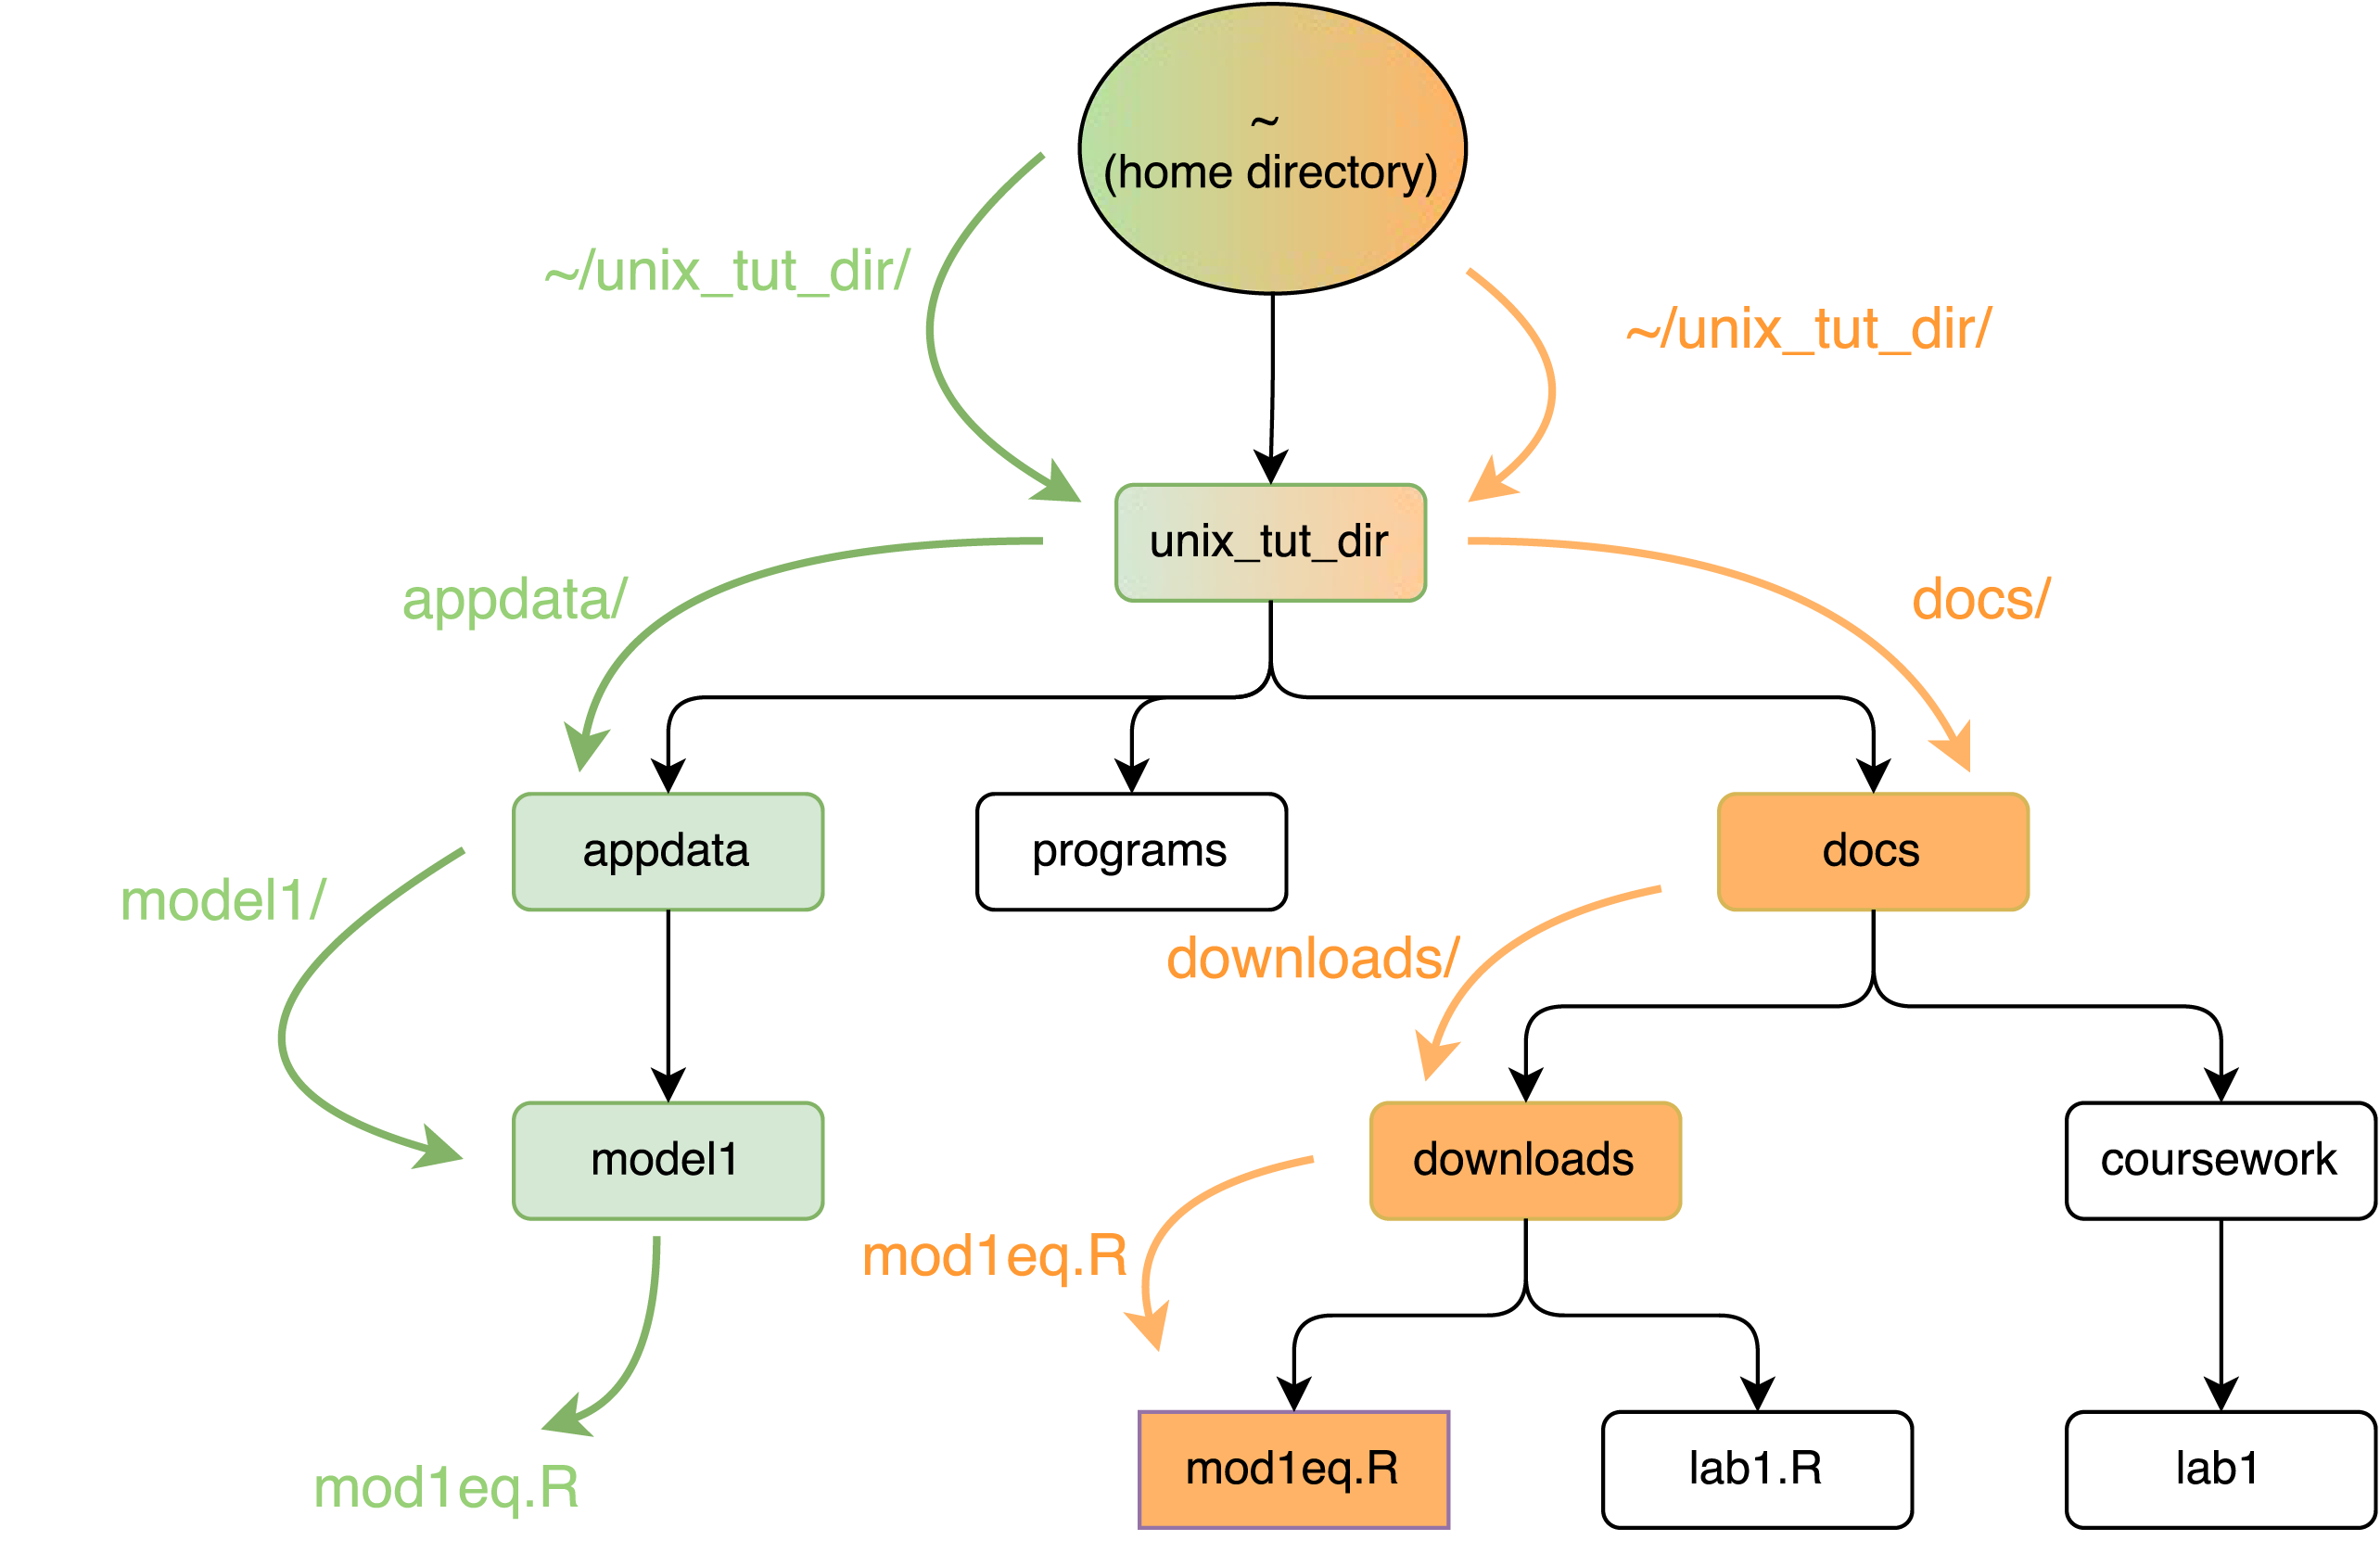 ~
(home directory)
~/unix_tut_dir/
~/unix_tut_dir/
unix_tut_dir
appdata/
docs/
appdata
programs
docs
model1/
downloads/
model1
downloads
coursework
mod1eq.R
mod1eq.R
mod1eq.R
lab1.R
lab1